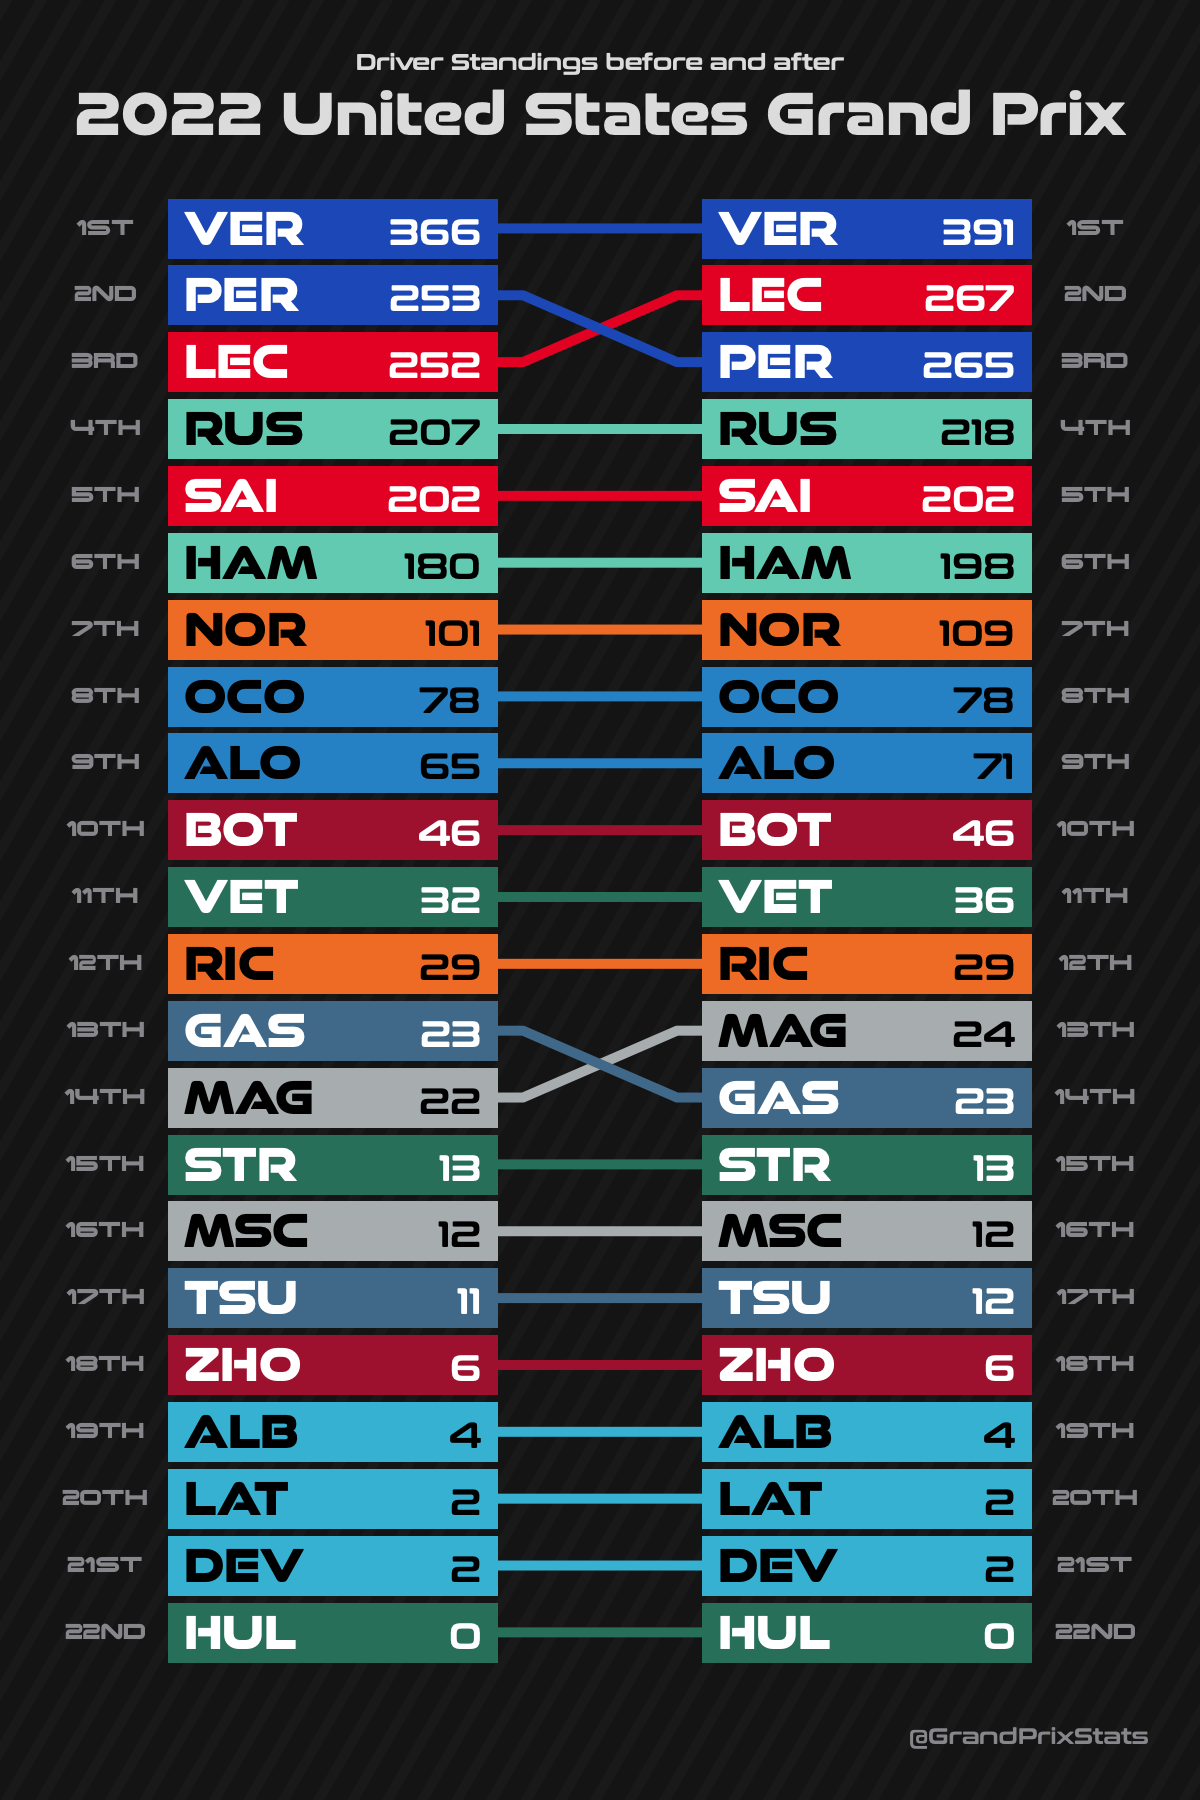 Driver Standings before and after
2022 United States Grand Prix
1ST VER 366 VER 391 1ST
2ND PER 253 LEC 267 2ND
3RD LEC 252 PER 265 3RD
4TH RUS 207 RUS 218 4TH
5TH SAI 202 SAI 202 5TH
6TH HAM 180 HAM 198 6TH
7TH NOR 101 NOR 109 7TH
8TH OCO 78 OCO 78 8TH
9TH ALO 65 ALO 71 9TH
10TH BOT 46 BOT 46 10TH
11TH VET 32 VET 36 11TH
12TH RIC 29 RIC 29 12TH
13TH GAS 23 MAG 24 13TH
14TH MAG 22 GAS 23 14TH
15TH STR 13 STR 13 15TH
16TH MSC 12 MSC 12 16TH
17TH TSU 11 TSU 12 17TH
18TH ZHO 6 ZHO 6 18TH
19TH ALB 4 ALB 4 19TH
20TH LAT 2 LAT 2 20TH
21ST DEV 2 DEV 2 21ST
22ND HUL 0 HUL 0 22ND
@GrandPrixStats